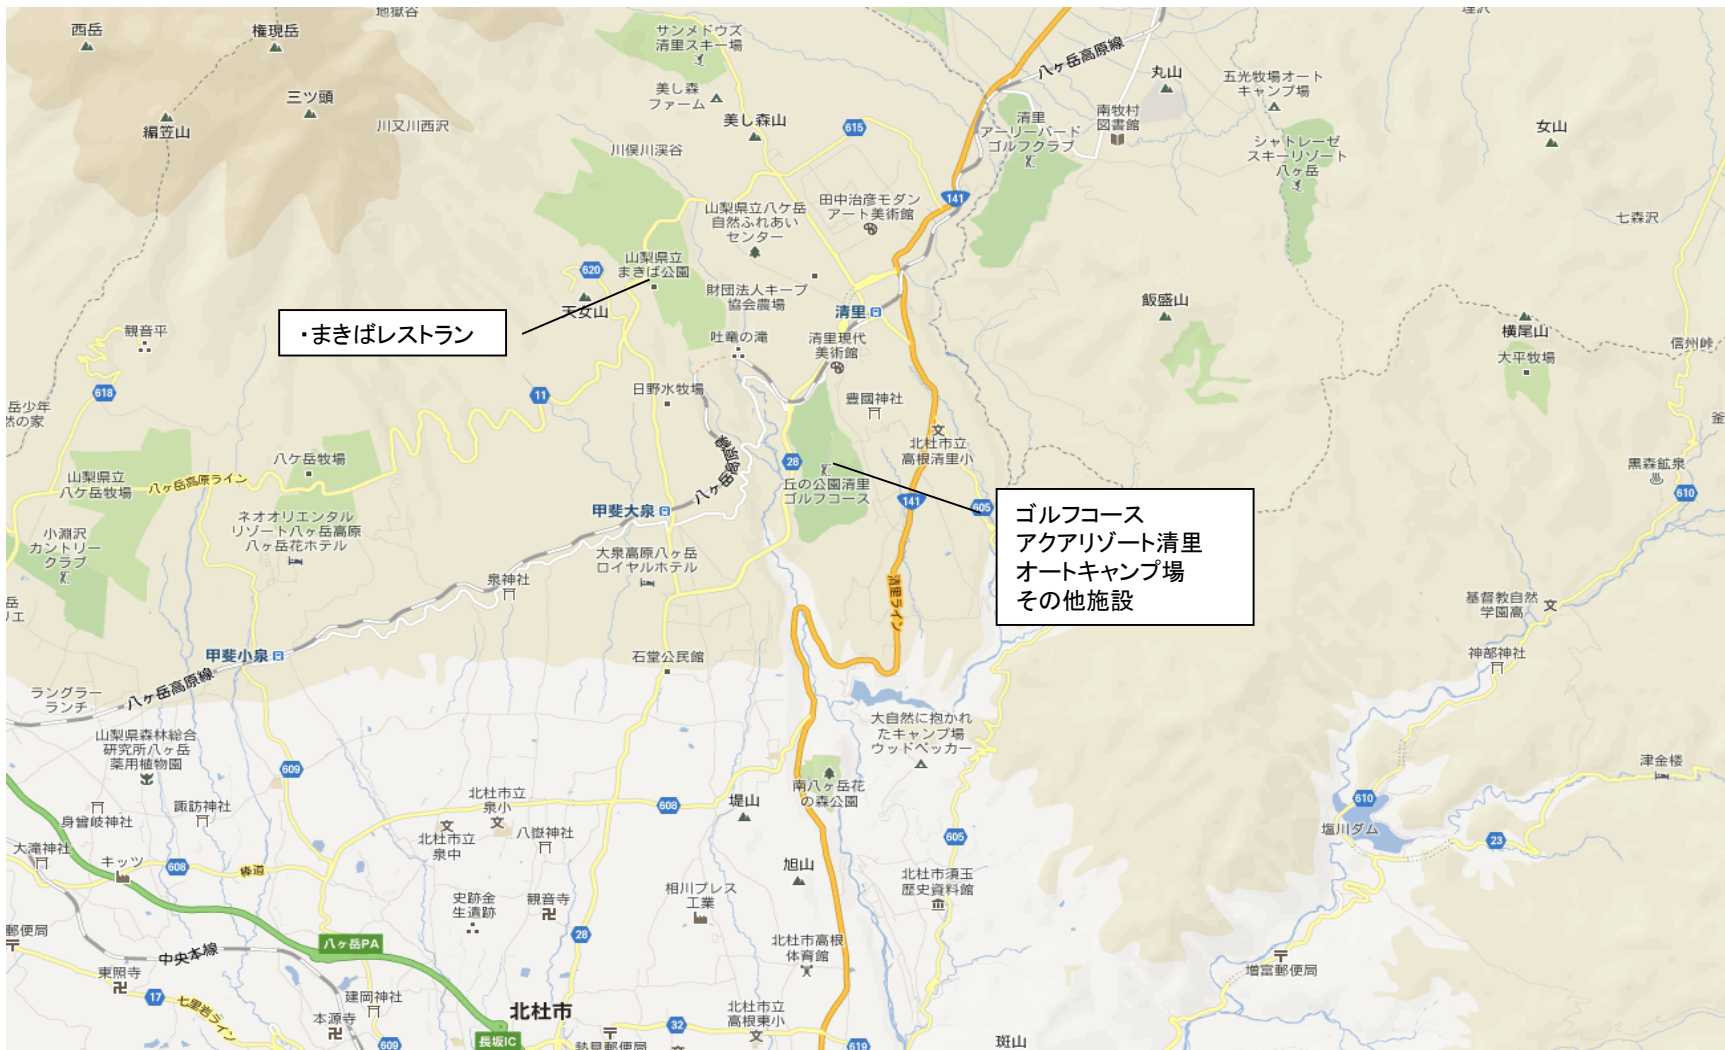 地獄谷
西岳
権現岳
サンメドウズ
清里スキー場
八ヶ岳高原線
丸山
五光牧場オート
キャンプ場
三ツ頭
美し森
ファーム
編笠山
川又川西沢
美し森山
615
清里
アーリーバード
ゴルフクラブ
南牧村
図書館
女山
川俣川渓谷
シャトレーゼ
スキーリゾート
八ヶ岳
141
山梨県立八ケ岳
自然ふれあい
センター
田中治彦モダン
アート美術館
七森沢
山梨県立
まきば公園
620
財団法人キープ
協会農場
天女山
清里
飯盛山
・まきばレストラン
観音平
吐竜の滝
清里現代
美術館
横尾山
大平牧場
信州峠
618
11
日野水牧場
豊國神社
岳少年
然の家
釜
北杜市立
高根清里小
八ケ岳牧場
28
黒森鉱泉
山梨県立
八ケ岳牧場
八ヶ岳高原ライン
八ヶ岳高原線
丘の公園清里
ゴルフコース
610
141
605
ゴルフコース
アクアリゾート清里
オートキャンプ場
その他施設
甲斐大泉
ネオオリエンタル
リゾート八ヶ岳高原
八ヶ岳花ホテル
小淵沢
カントリー
クラブ
大泉高原八ヶ岳
ロイヤルホテル
泉神社
清里ライン
岳
リエ
基督教自然
学園高
甲斐小泉
石堂公民館
神部神社
八ヶ岳高原線
ラングラー
ランチ
大自然に抱かれ
たキャンプ場
ウッドペッカー
山梨県森林総合
研究所八ヶ岳
薬用植物園
609
津金楼
南八ヶ岳花
の森公園
北杜市立
泉小
608
堤山
610
諏訪神社
身曾岐神社
北杜市立
泉中
八嶽神社
605
塩川ダム
23
大滝神社
キッツ
608
棒道
旭山
北杜市須玉
歴史資料館
相川プレス
工業
史跡金
生遺跡
観音寺
郵便局
八ヶ岳PA
28
北杜市高根
体育館
中央本線
東照寺
増富郵便局
17
七里岩ライン
建岡神社
北杜市
本源寺
32
北杜市立
高根東小
長坂IC
609
619
斑山